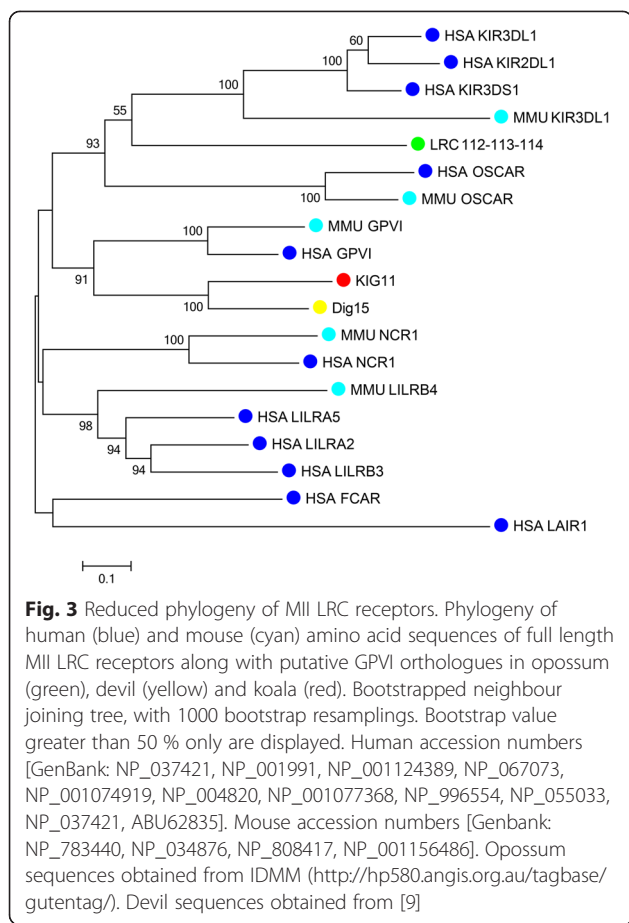 60
HSA KIR3DL1
100
HSA KIR2DL1
100
HSA KIR3DS1
55
MMU KIR3DL1
93
LRC 112-113-114
HSA OSCAR
100
MMU OSCAR
100
MMU GPVI
HSA GPVI
91
KIG11
100
Dig15
100
MMU NCR1
HSA NCR1
MMU LILRB4
98
HSA LILRA5
94
HSA LILRA2
94
HSA LILRB3
HSA FCAR
HSA LAIR1
0.1
Fig. 3 Reduced phylogeny of MII LRC receptors. Phylogeny of
human (blue) and mouse (cyan) amino acid sequences of full length
MII LRC receptors along with putative GPVI orthologues in opossum
(green), devil (yellow) and koala (red). Bootstrapped neighbour
joining tree, with 1000 bootstrap resamplings. Bootstrap value
greater than 50 % only are displayed. Human accession numbers
[GenBank: NP_037421, NP_001991, NP_001124389, NP_067073,
NP_001074919, NP_004820, NP_001077368, NP_996554, NP_055033,
NP_037421, ABU62835]. Mouse accession numbers [Genbank:
NP_783440, NP_034876, NP_808417, NP_001156486]. Opossum
sequences obtained from IDMM (http://hp580.angis.org.au/tagbase/
gutentag/). Devil sequences obtained from [9]